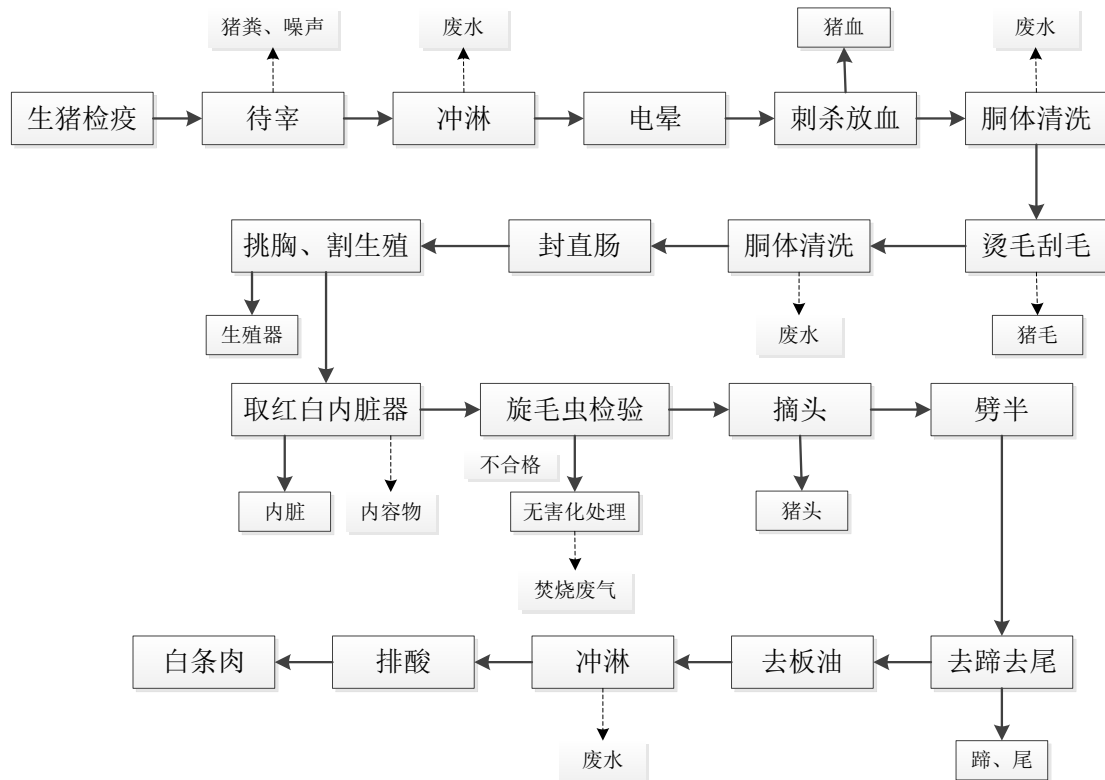 猪粪、噪声
废水
猪血
废水
生猪检疫
待宰
冲淋
电晕
刺杀放血
胴体清洗
挑胸、割生殖
封直肠
胴体清洗
烫毛刮毛
生殖器
废水
猪毛
取红白内脏器
旋毛虫检验
摘头
劈半
不合格
内脏
内容物
无害化处理
猪头
焚烧废气
白条肉
排酸
冲淋
去板油
去蹄去尾
废水
蹄、尾